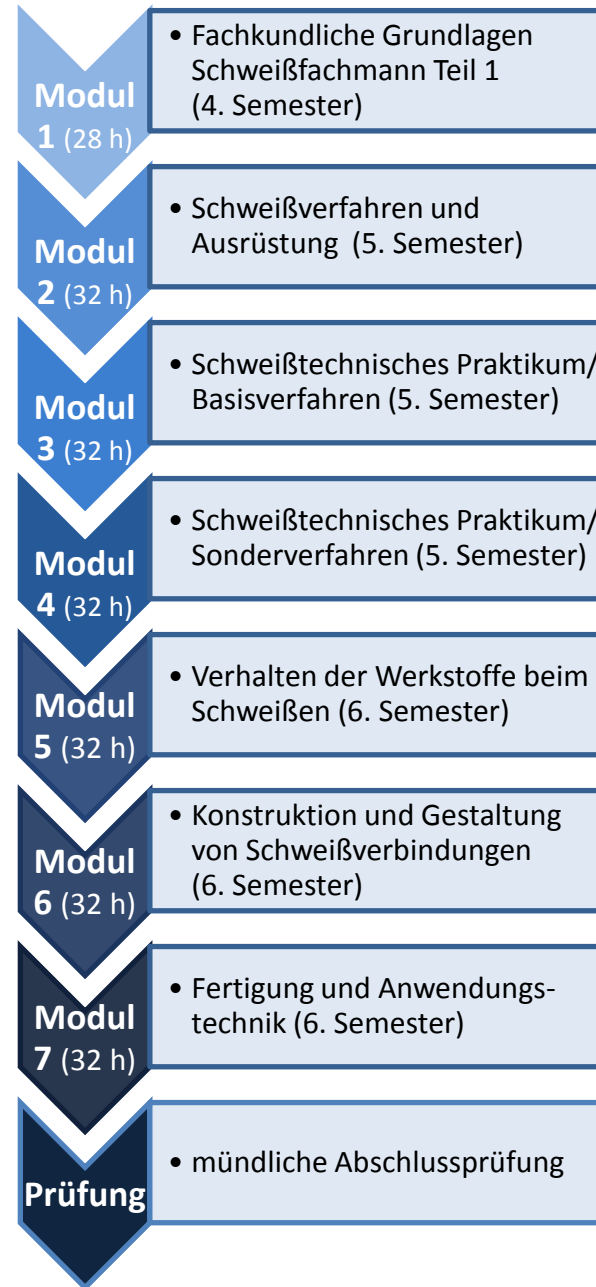 Modul
1 (28 h)
• Fachkundliche Grundlagen
Schweißfachmann Teil 1
(4. Semester)
Modul
2 (32 h)
• Schweißverfahren und
Ausrüstung (5. Semester)
Modul
3 (32 h)
• Schweißtechnisches Praktikum/
Basisverfahren (5. Semester)
Modul
4 (32 h)
• Schweißtechnisches Praktikum/
Sonderverfahren (5. Semester)
Modul
5 (32 h)
• Verhalten der Werkstoffe beim
Schweißen (6. Semester)
Modul
6 (32 h)
• Konstruktion und Gestaltung
von Schweißverbindungen
(6. Semester)
Modul
7 (32 h)
• Fertigung und Anwendungs-
technik (6. Semester)
Prüfung
• mündliche Abschlussprüfung